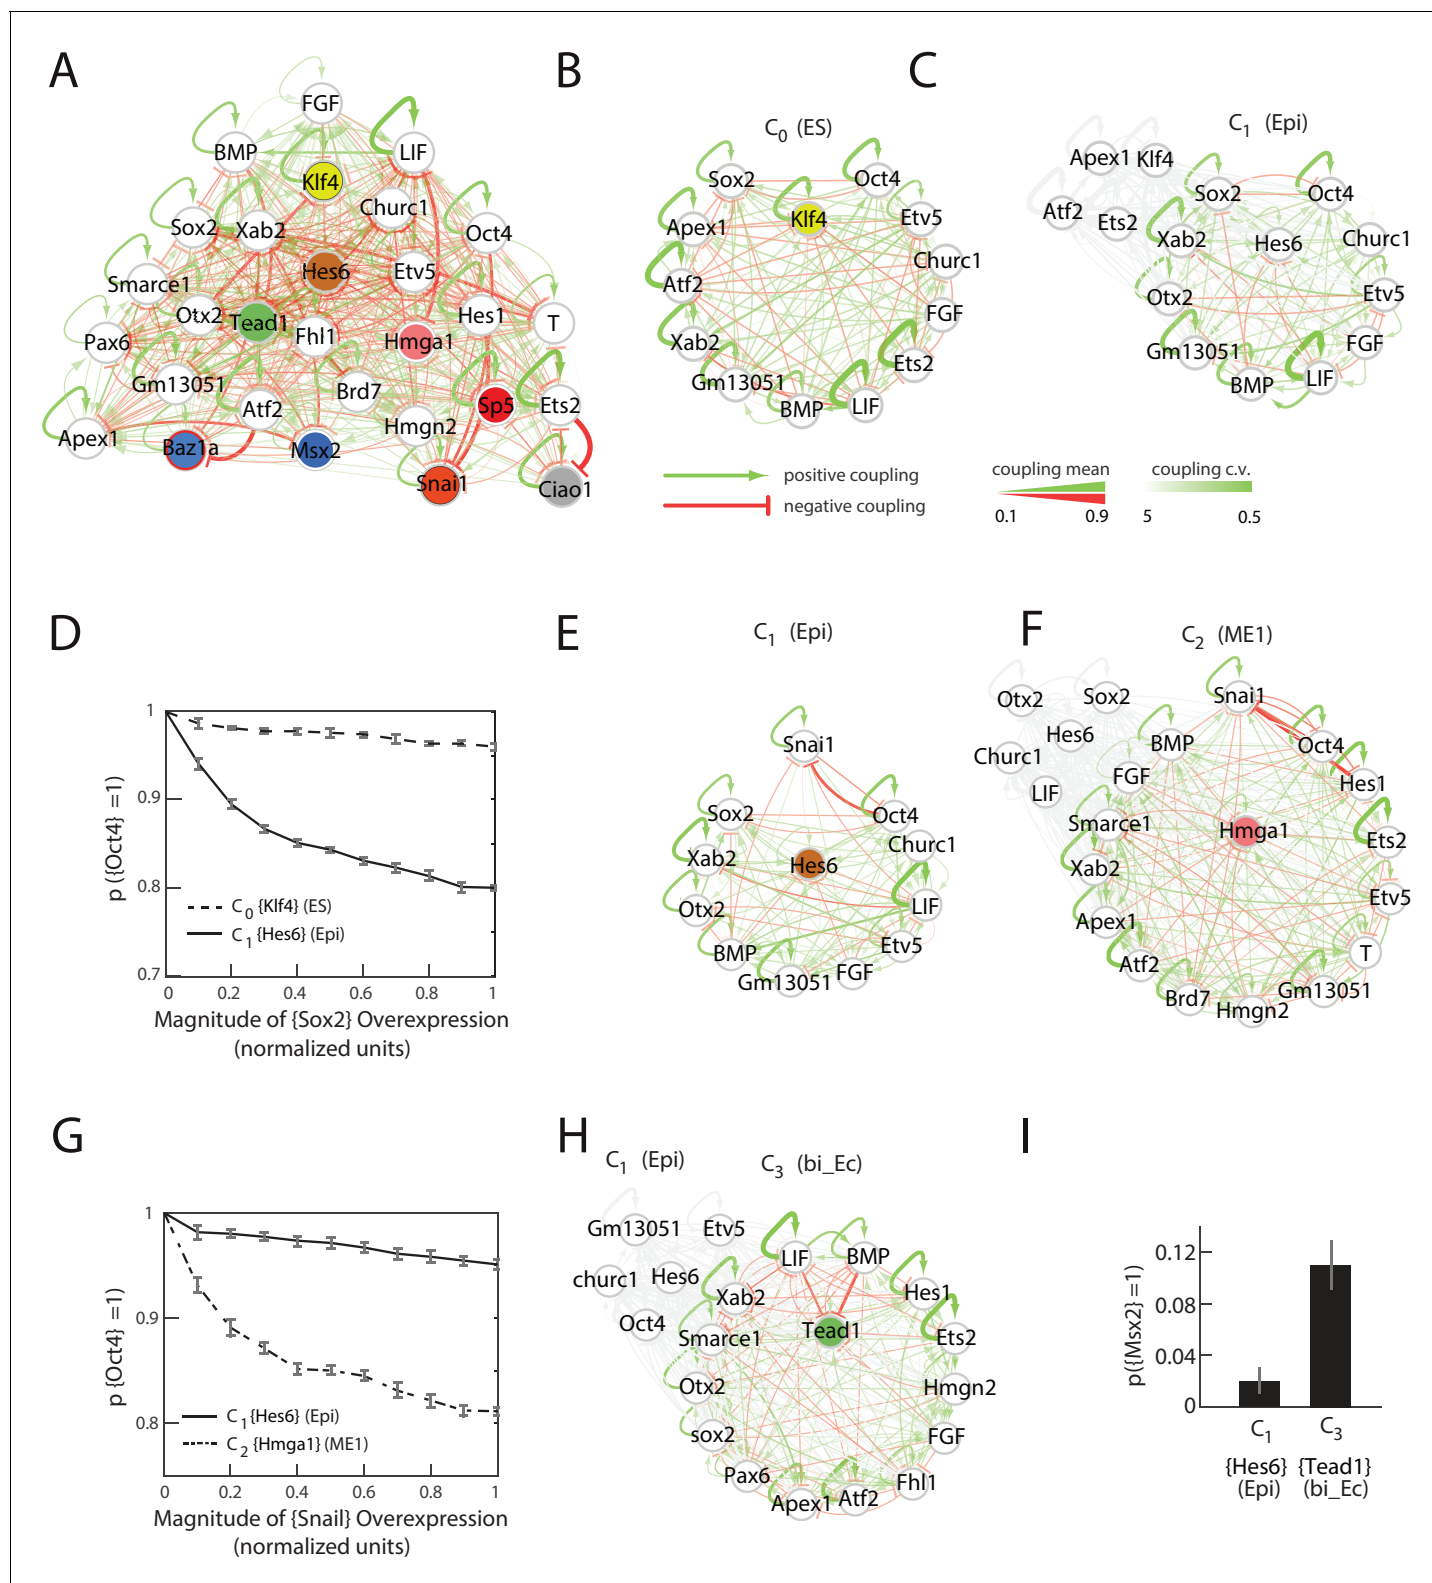 A
FGF
BMP
LIF
Klf4
Churc1
Sox2
Xab2
Oct4
Hes6
Etv5
Smarce1
Otx2
Tead1
Fhl1
Hmga1
Hes1
T
Pax6
Gm13051
Brd7
Atf2
Sp5
Ets2
Hmgn2
Apex1
Baz1a
Msx2
Snai1
Ciao1
B
C0 (ES)
Sox2
Oct4
Klf4
Etv5
Apex1
Churc1
Atf2
FGF
Xab2
Ets2
Gm13051
BMP
LIF
positive coupling
negative coupling
C
C1 (Epi)
Apex1
Klf4
Sox2
Oct4
Atf2
Ets2
Xab2
Hes6
Churc1
Otx2
Etv5
Gm13051
FGF
BMP
LIF
coupling mean
0.1
0.9
coupling c.v.
5
0.5
D
p ({Oct4} =1)
1
0.9
0.8
0.7
C0 {Klf4} (ES)
C1 {Hes6} (Epi)
0 0.2 0.4 0.6 0.8 1
Magnitude of {Sox2} Overexpression
(normalized units)
E
C1 (Epi)
Snai1
Sox2
Oct4
Churc1
Xab2
Hes6
Otx2
LIF
BMP
Etv5
Gm13051
FGF
F
C2 (ME1)
Otx2
Sox2
Snai1
Hes6
BMP
Oct4
Churc1
FGF
Hes1
LIF
Smarce1
Hmga1
Ets2
Xab2
Etv5
Apex1
T
Atf2
Brd7
Hmgn2
Gm13051
G
p {Oct4} =1)
1
0.9
0.8
C1 {Hes6} (Epi)
C2 {Hmga1} (ME1)
0 0.2 0.4 0.6 0.8 1
Magnitude of {Snail} Overexpression
(normalized units)
H
C1 (Epi)
C3 (bi_Ec)
Gm13051
Etv5
LIF
BMP
churc1
Hes6
Xab2
Hes1
Oct4
Smarce1
Tead1
Ets2
Otx2
Hmgn2
sox2
FGF
Pax6
Fhl1
Apex1
Atf2
I
p({Msx2} =1)
0.12
0.08
0.04
0
C1 C3
{Hes6} {Tead1}
(Epi) (bi_Ec)